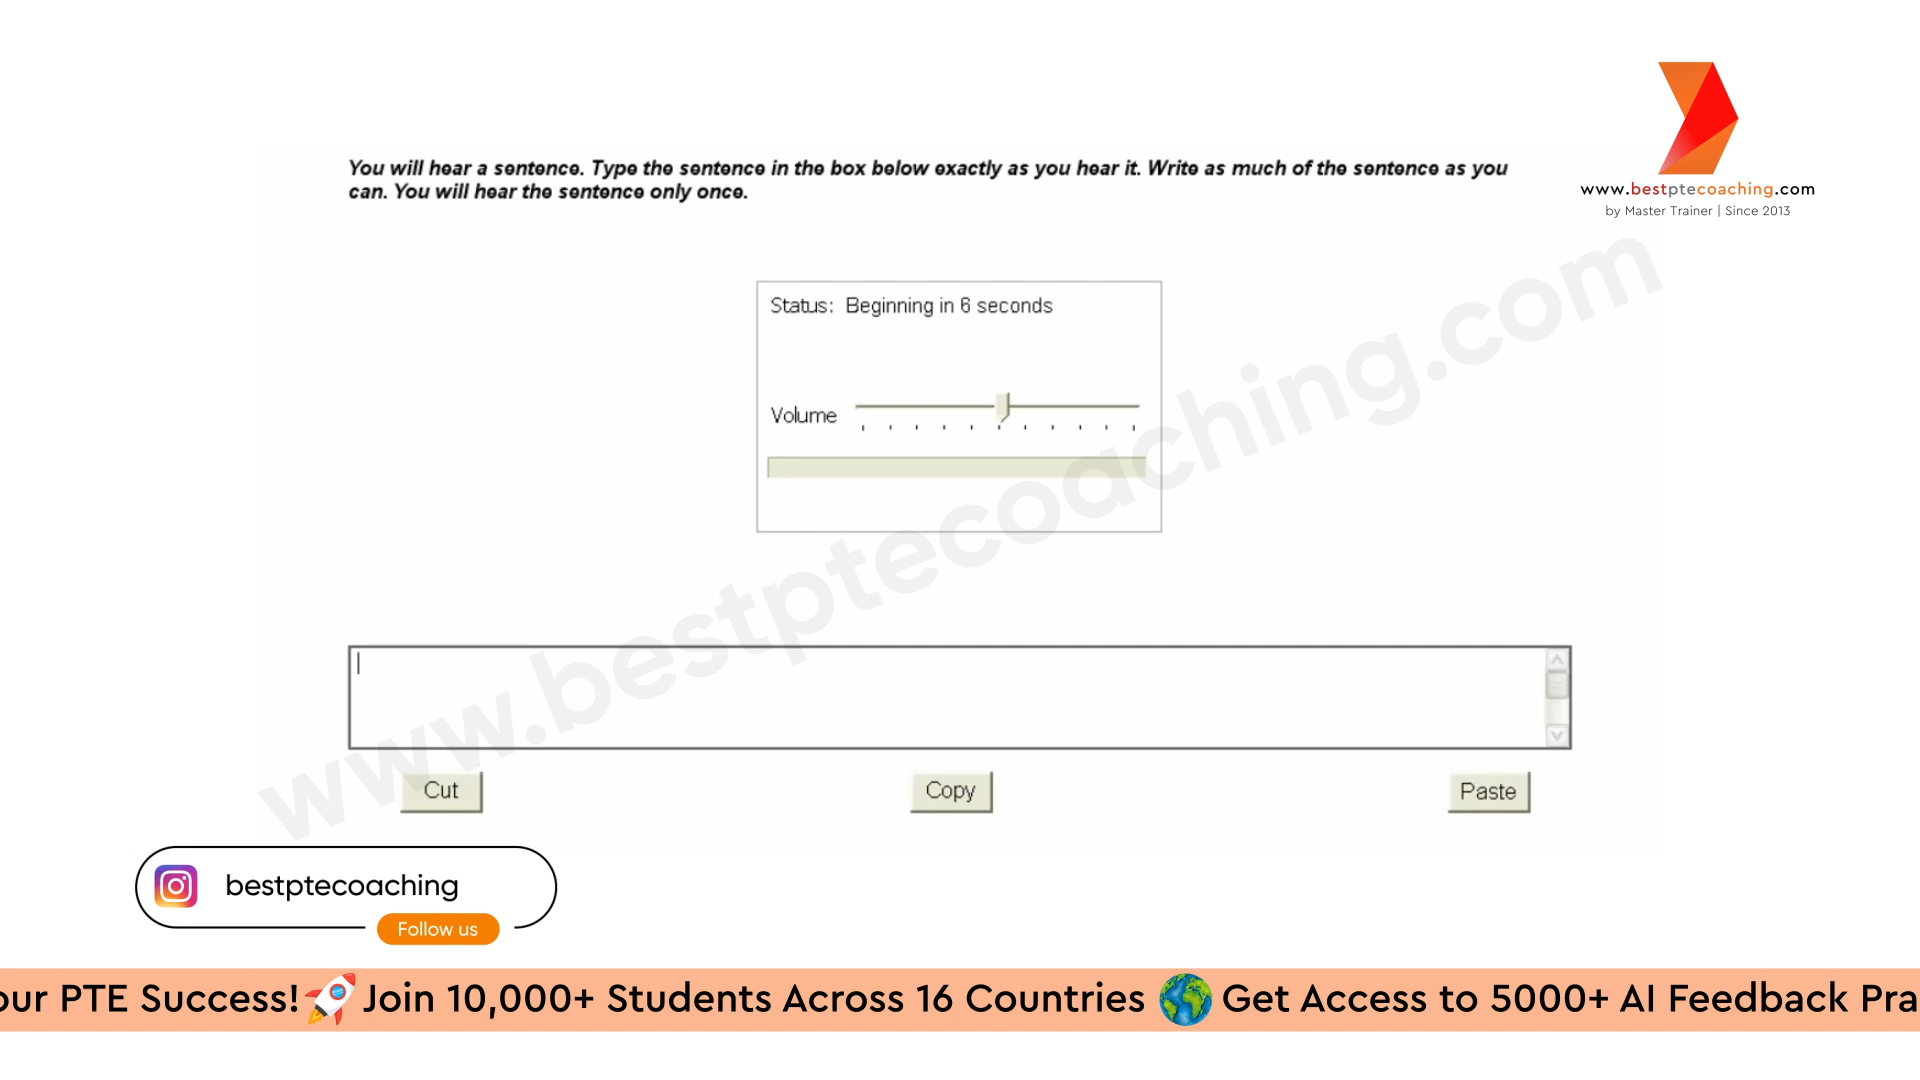 You will hear a sentence. Type the sentence in the box below exactly as you hear it. Write as much of the sentence as you
can. You will hear the sentence only once.
www.bestptecoaching.com
by Master Trainer | Since 2013
Status: Beginning in 6 seconds
Volume
www.bestptecoaching.com
Cut
Copy
Paste
bestptecoaching
Follow us
our PTE Success! Join 10,000+ Students Across 16 Countries Get Access to 5000+ AI Feedback Pra